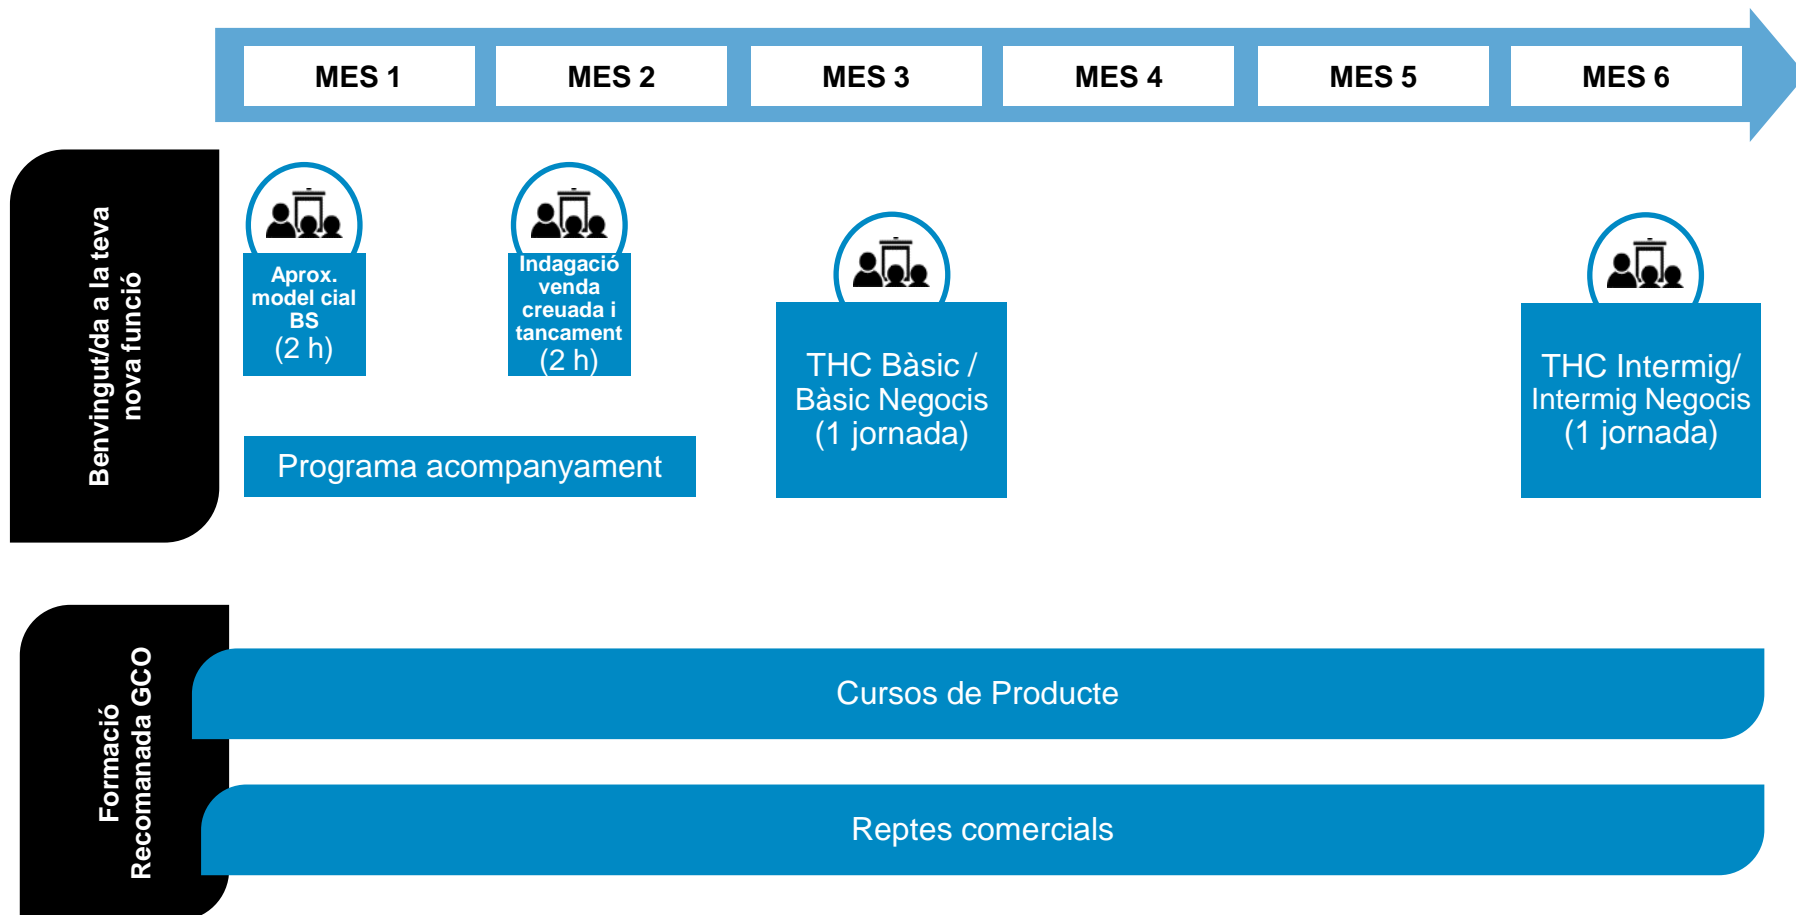 MES 1
MES 2
MES 3
MES 4
MES 5
MES 6
Benvingut/da a la teva
nova funció
Aprox.
model cial
BS
(2 h)
Indagació
venda
creuada i
tancament
(2 h)
THC Bàsic /
Bàsic Negocis
(1 jornada)
THC Intermig/
Intermig Negocis
(1 jornada)
Programa acompanyament
Formació
Recomanada GCO
Cursos de Producte
Reptes comercials